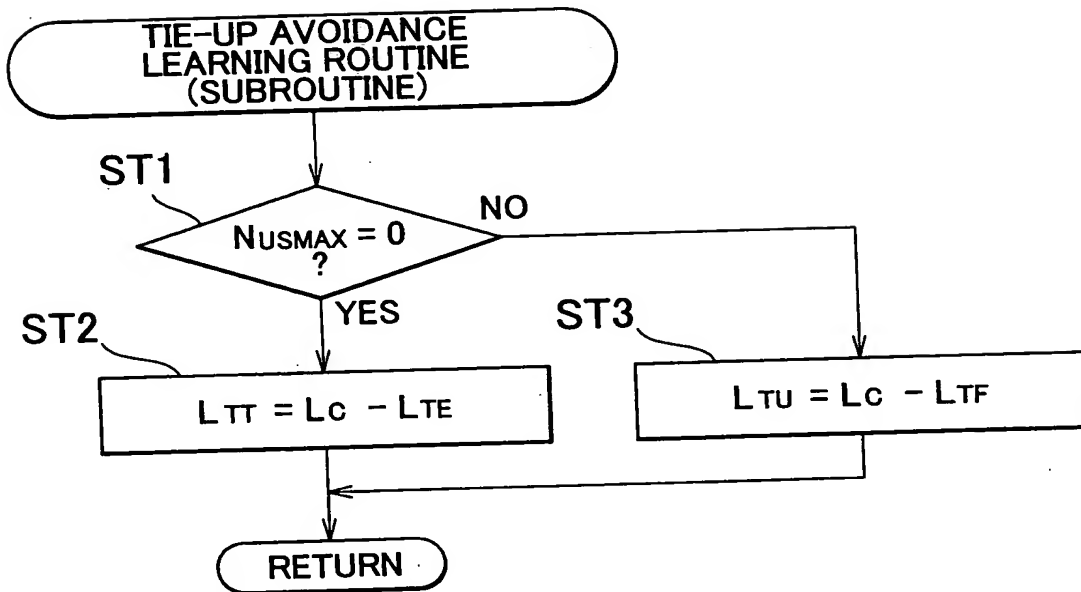 TIE-UP AVOIDANCE
LEARNING ROUTINE
(SUBROUTINE)
ST1
NUSMAX = 0
?
NO
YES
ST2
LTT = LC - LTE
ST3
LTU = LC - LTF
RETURN